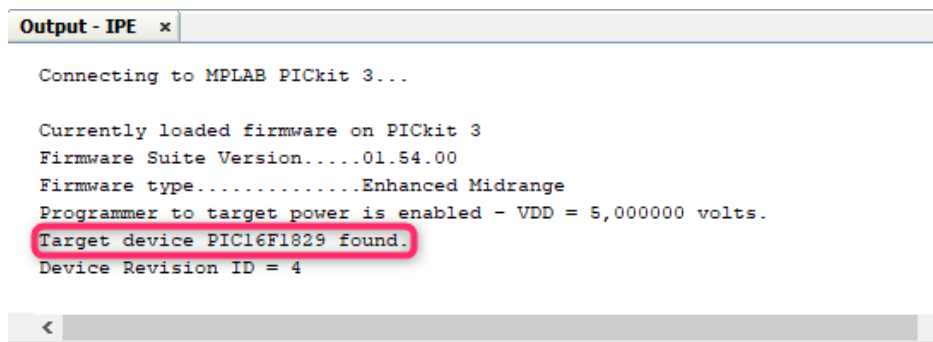 Output - IPE x
Connecting to MPLAB PICkit 3...
Currently loaded firmware on PICkit 3
Firmware Suite Version.....01.54.00
Firmware type..............Enhanced Midrange
Programmer to target power is enabled - VDD = 5,000000 volts.
Target device PIC16F1829 found.
Device Revision ID = 4